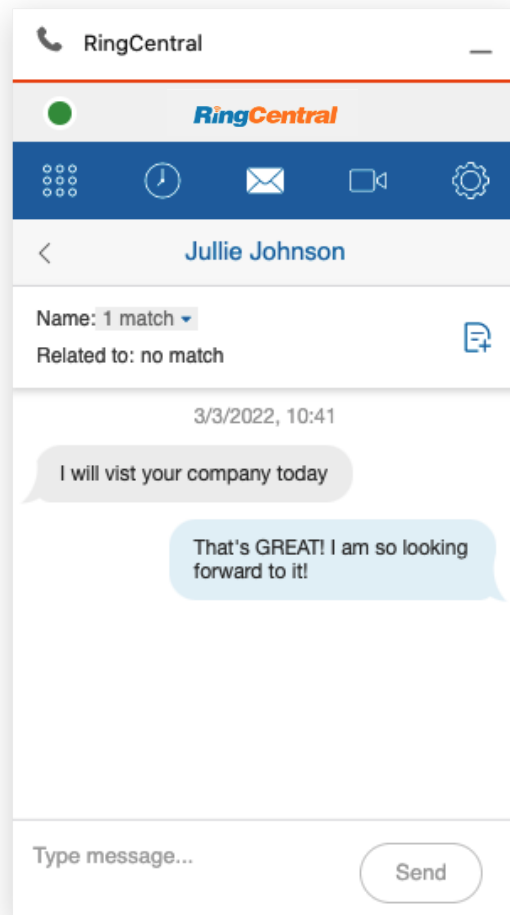 RingCentral
RingCentral
Jullie Johnson
Name: 1 match
Related to: no match
3/3/2022, 10:41
I will vist your company today
That's GREAT! I am so looking
forward to it!
Type message...
Send